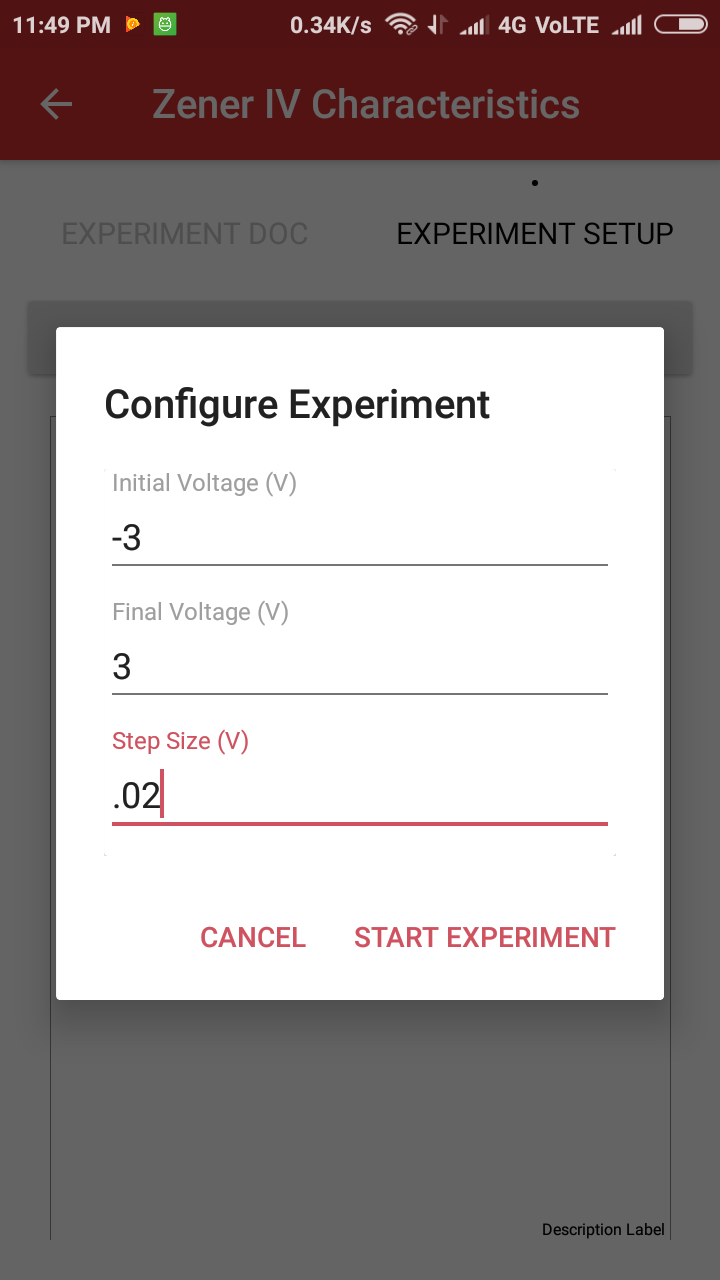 11:49 PM 0.34K/s 4G VoLTE
Zener IV Characteristics
EXPERIMENT DOC EXPERIMENT SETUP
Configure Experiment
Initial Voltage (V)
-3
Final Voltage (V)
3
Step Size (V)
.02
CANCEL START EXPERIMENT
Description Label